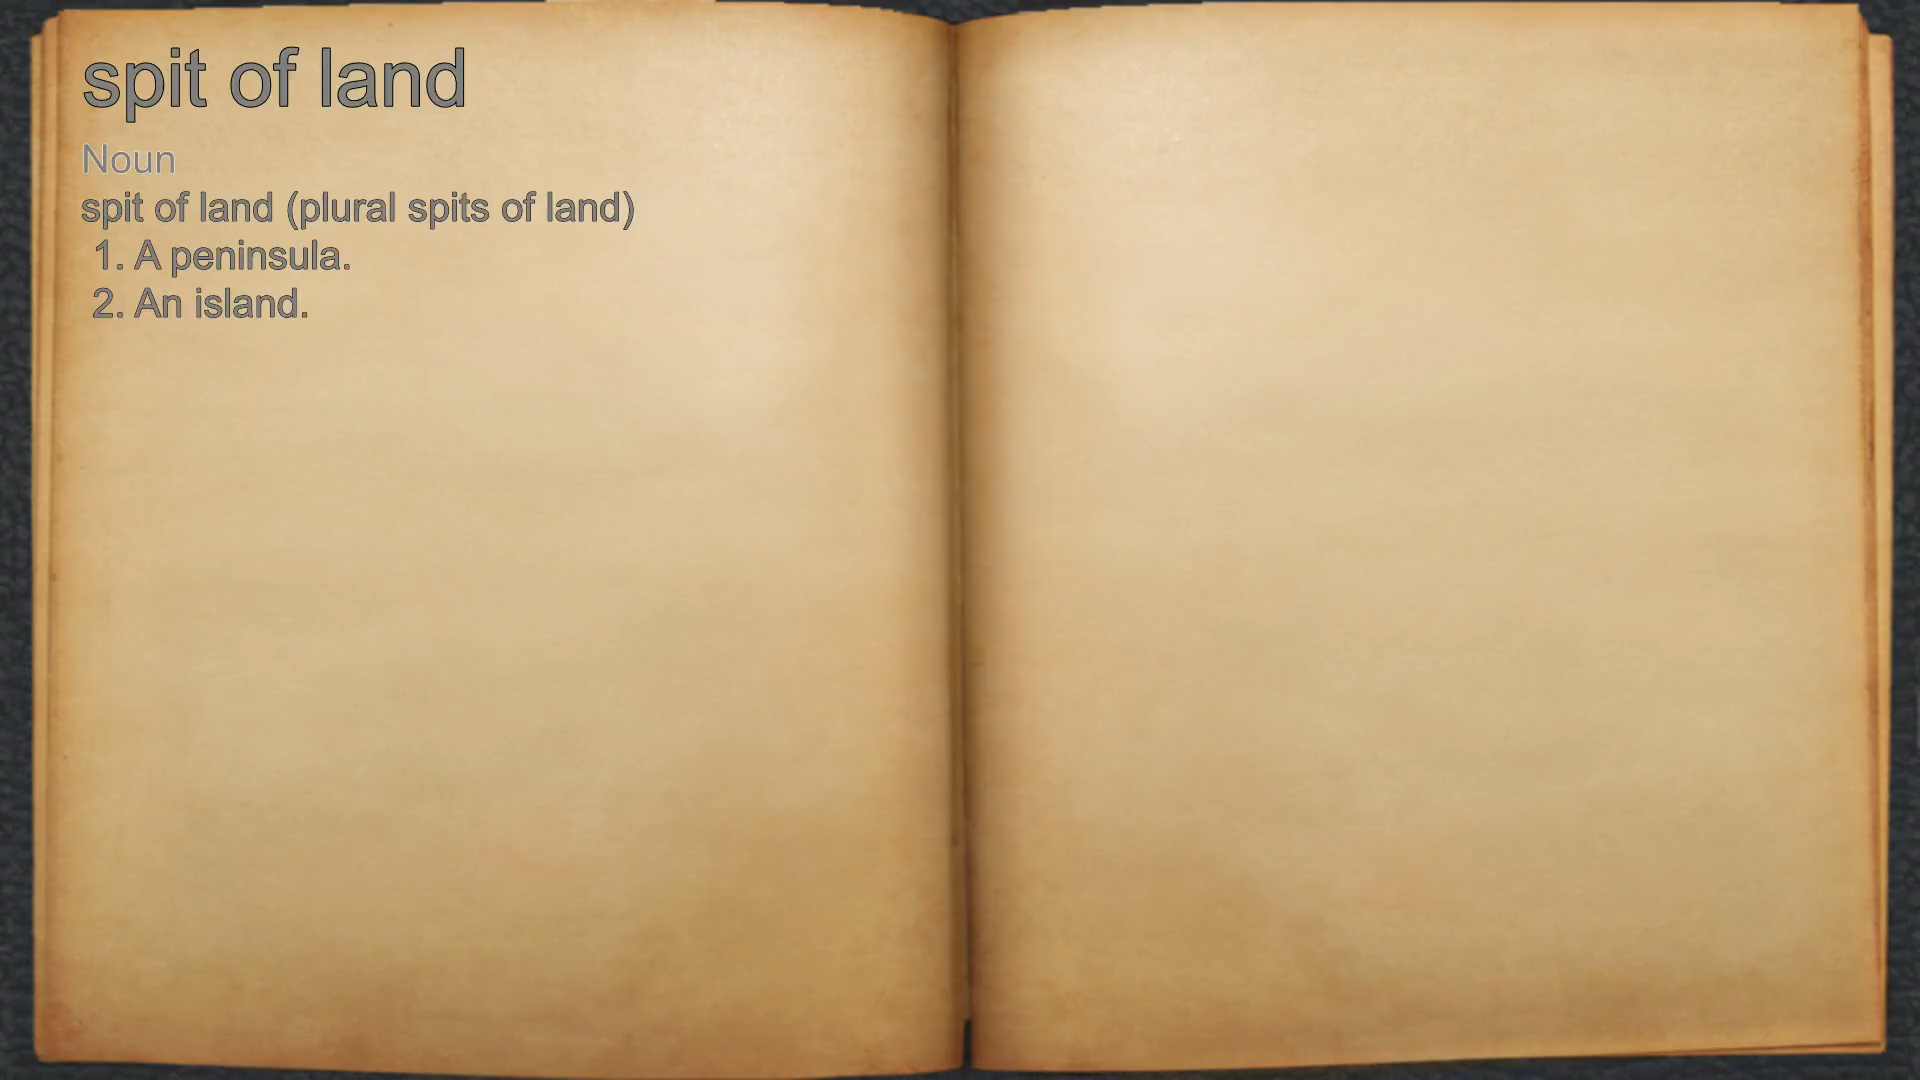 spit of land
Noun
spit of land (plural spits of land)
1. A peninsula.
2. An island.